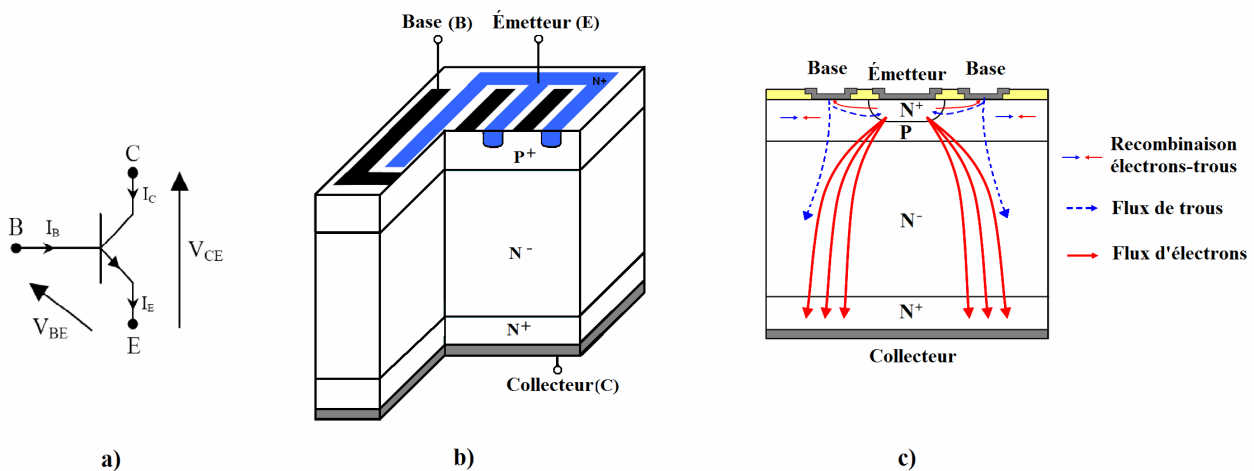 C
I_C
B
I_B
V_CE
I_E
V_BE
E
a)
Base (B)
Émetteur (E)
N+
P+
N -
N+
Collecteur (C)
b)
Base
Émetteur
Base
N+
P
N-
N+
Collecteur
Recombinaison
électrons-trous
Flux de trous
Flux d'électrons
c)